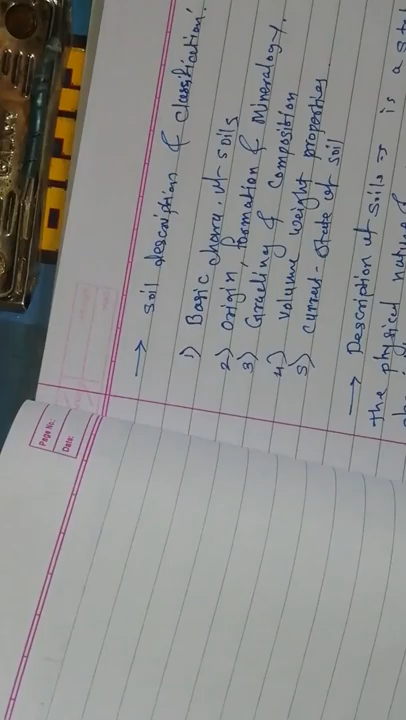 → Soil description & classification:
1) Basic chara. of soils
2) Origin, formation & Mineralogy.
3) Grading & composition
4) Volume weight properties
5) Current-state of soil
→ Description of soils ⇒ is a
the physical nature of
Page No.:
Date: